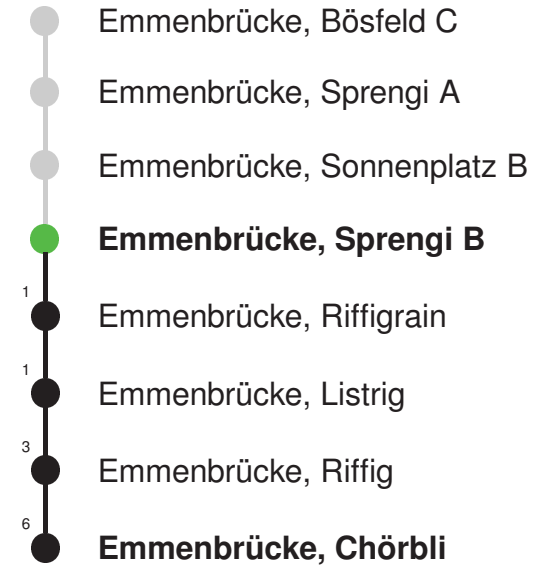 Emmenbrücke, Bösfeld C
Emmenbrücke, Sprengi A
Emmenbrücke, Sonnenplatz B
Emmenbrücke, Sprengi B
1
Emmenbrücke, Riffigrain
1
Emmenbrücke, Listrig
3
Emmenbrücke, Riffig
6
Emmenbrücke, Chörbli